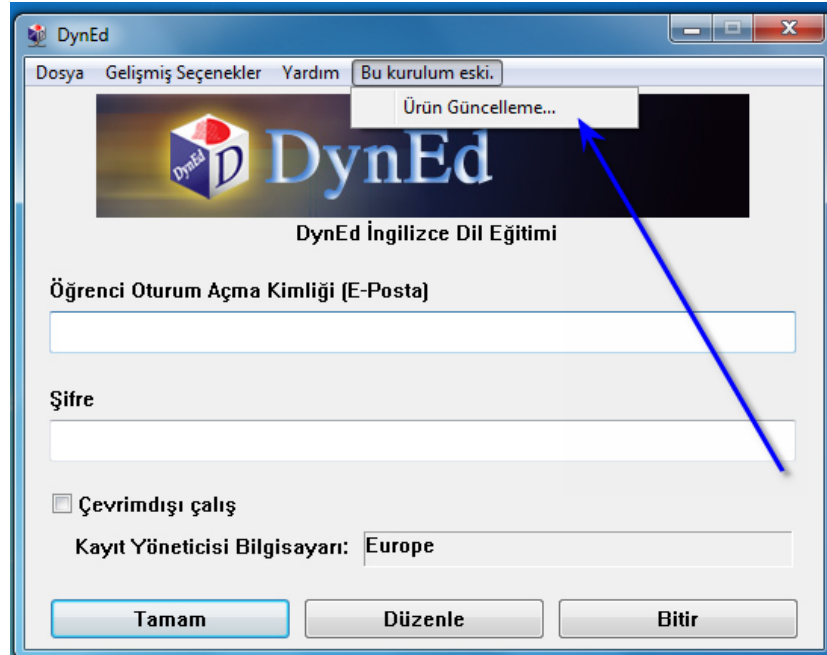 DynEd
Dosya Gelişmiş Seçenekler Yardım Bu kurulum eski.
Ürün Güncelleme...
DynEd D DynEd
DynEd İngilizce Dil Eğitimi
Öğrenci Oturum Açma Kimliği (E-Posta)
Şifre
Çevrimdışı çalış
Kayıt Yöneticisi Bilgisayarı: Europe
Tamam Düzenle Bitir